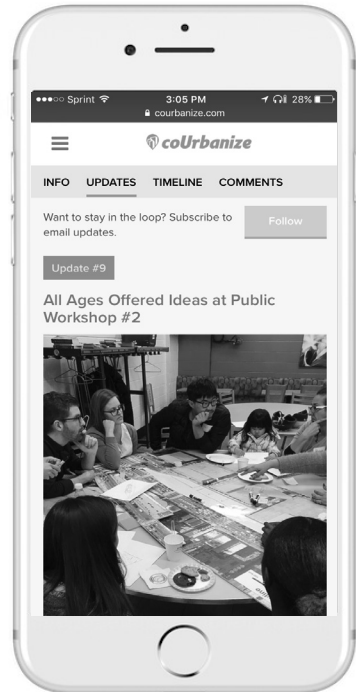 ●●●○○ Sprint 3:05 PM 28%
courbanize.com
coUrbanize
INFO UPDATES TIMELINE COMMENTS
Want to stay in the loop? Subscribe to
email updates.
Follow
Update #9
All Ages Offered Ideas at Public
Workshop #2